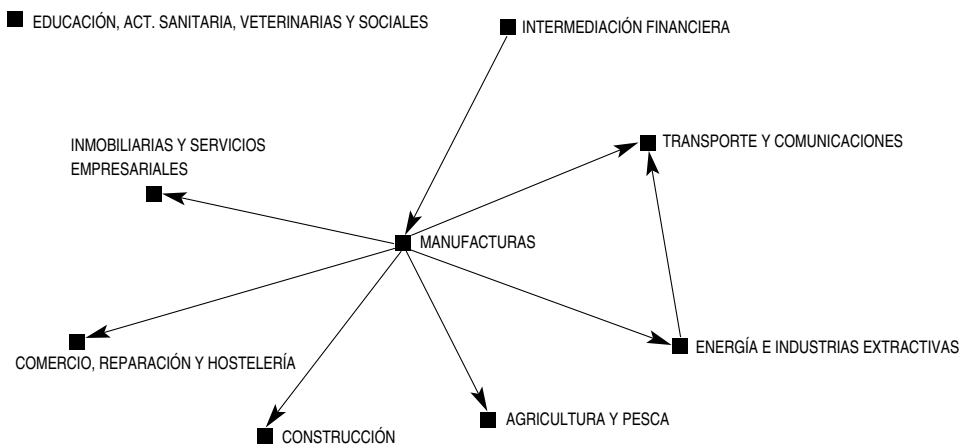 EDUCACIÓN, ACT. SANITARIA, VETERINARIAS Y SOCIALES
INTERMEDIACIÓN FINANCIERA
INMOBILIARIAS Y SERVICIOS
EMPRESARIALES
TRANSPORTE Y COMUNICACIONES
MANUFACTURAS
COMERCIO, REPARACIÓN Y HOSTELERÍA
ENERGÍA E INDUSTRIAS EXTRACTIVAS
AGRICULTURA Y PESCA
CONSTRUCCIÓN